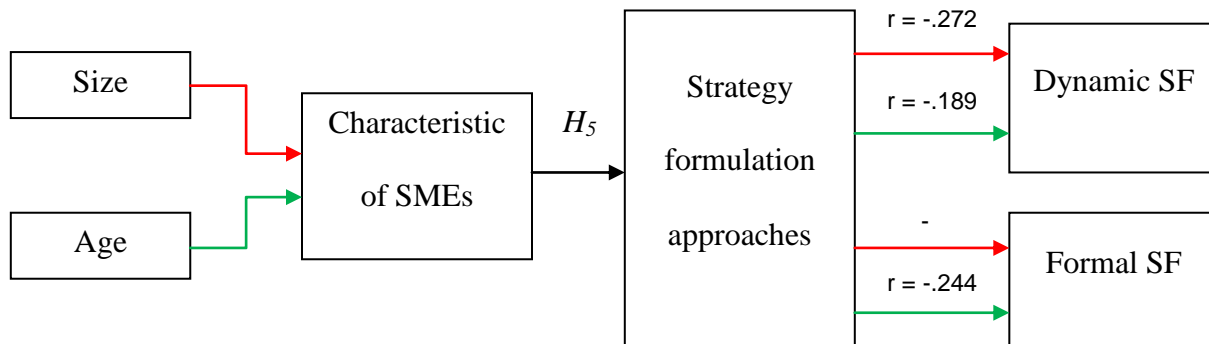 Size
Age
Characteristic
of SMEs
H5
Strategy
formulation
approaches
r = -.272
r = -.189
-
r = -.244
Dynamic SF
Formal SF